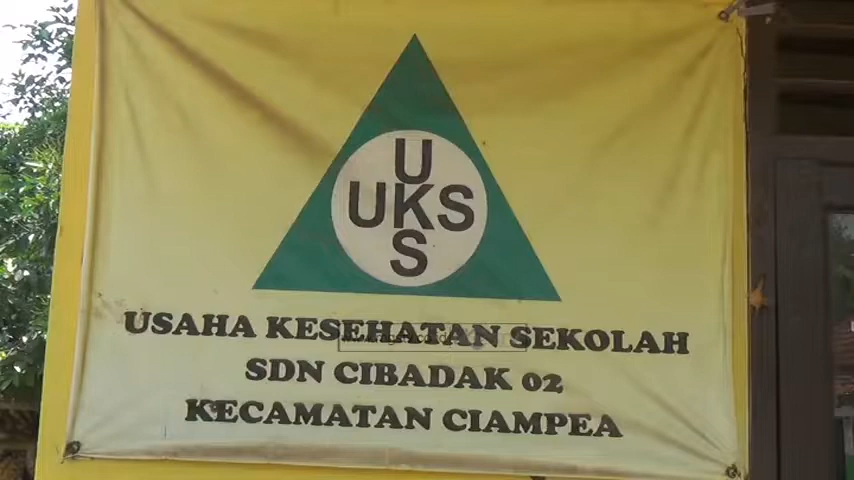 U
UKS
S
USAHA KESEHATAN SEKOLAH
SDN CIBADAK 02
KECAMATAN CIAMPEA